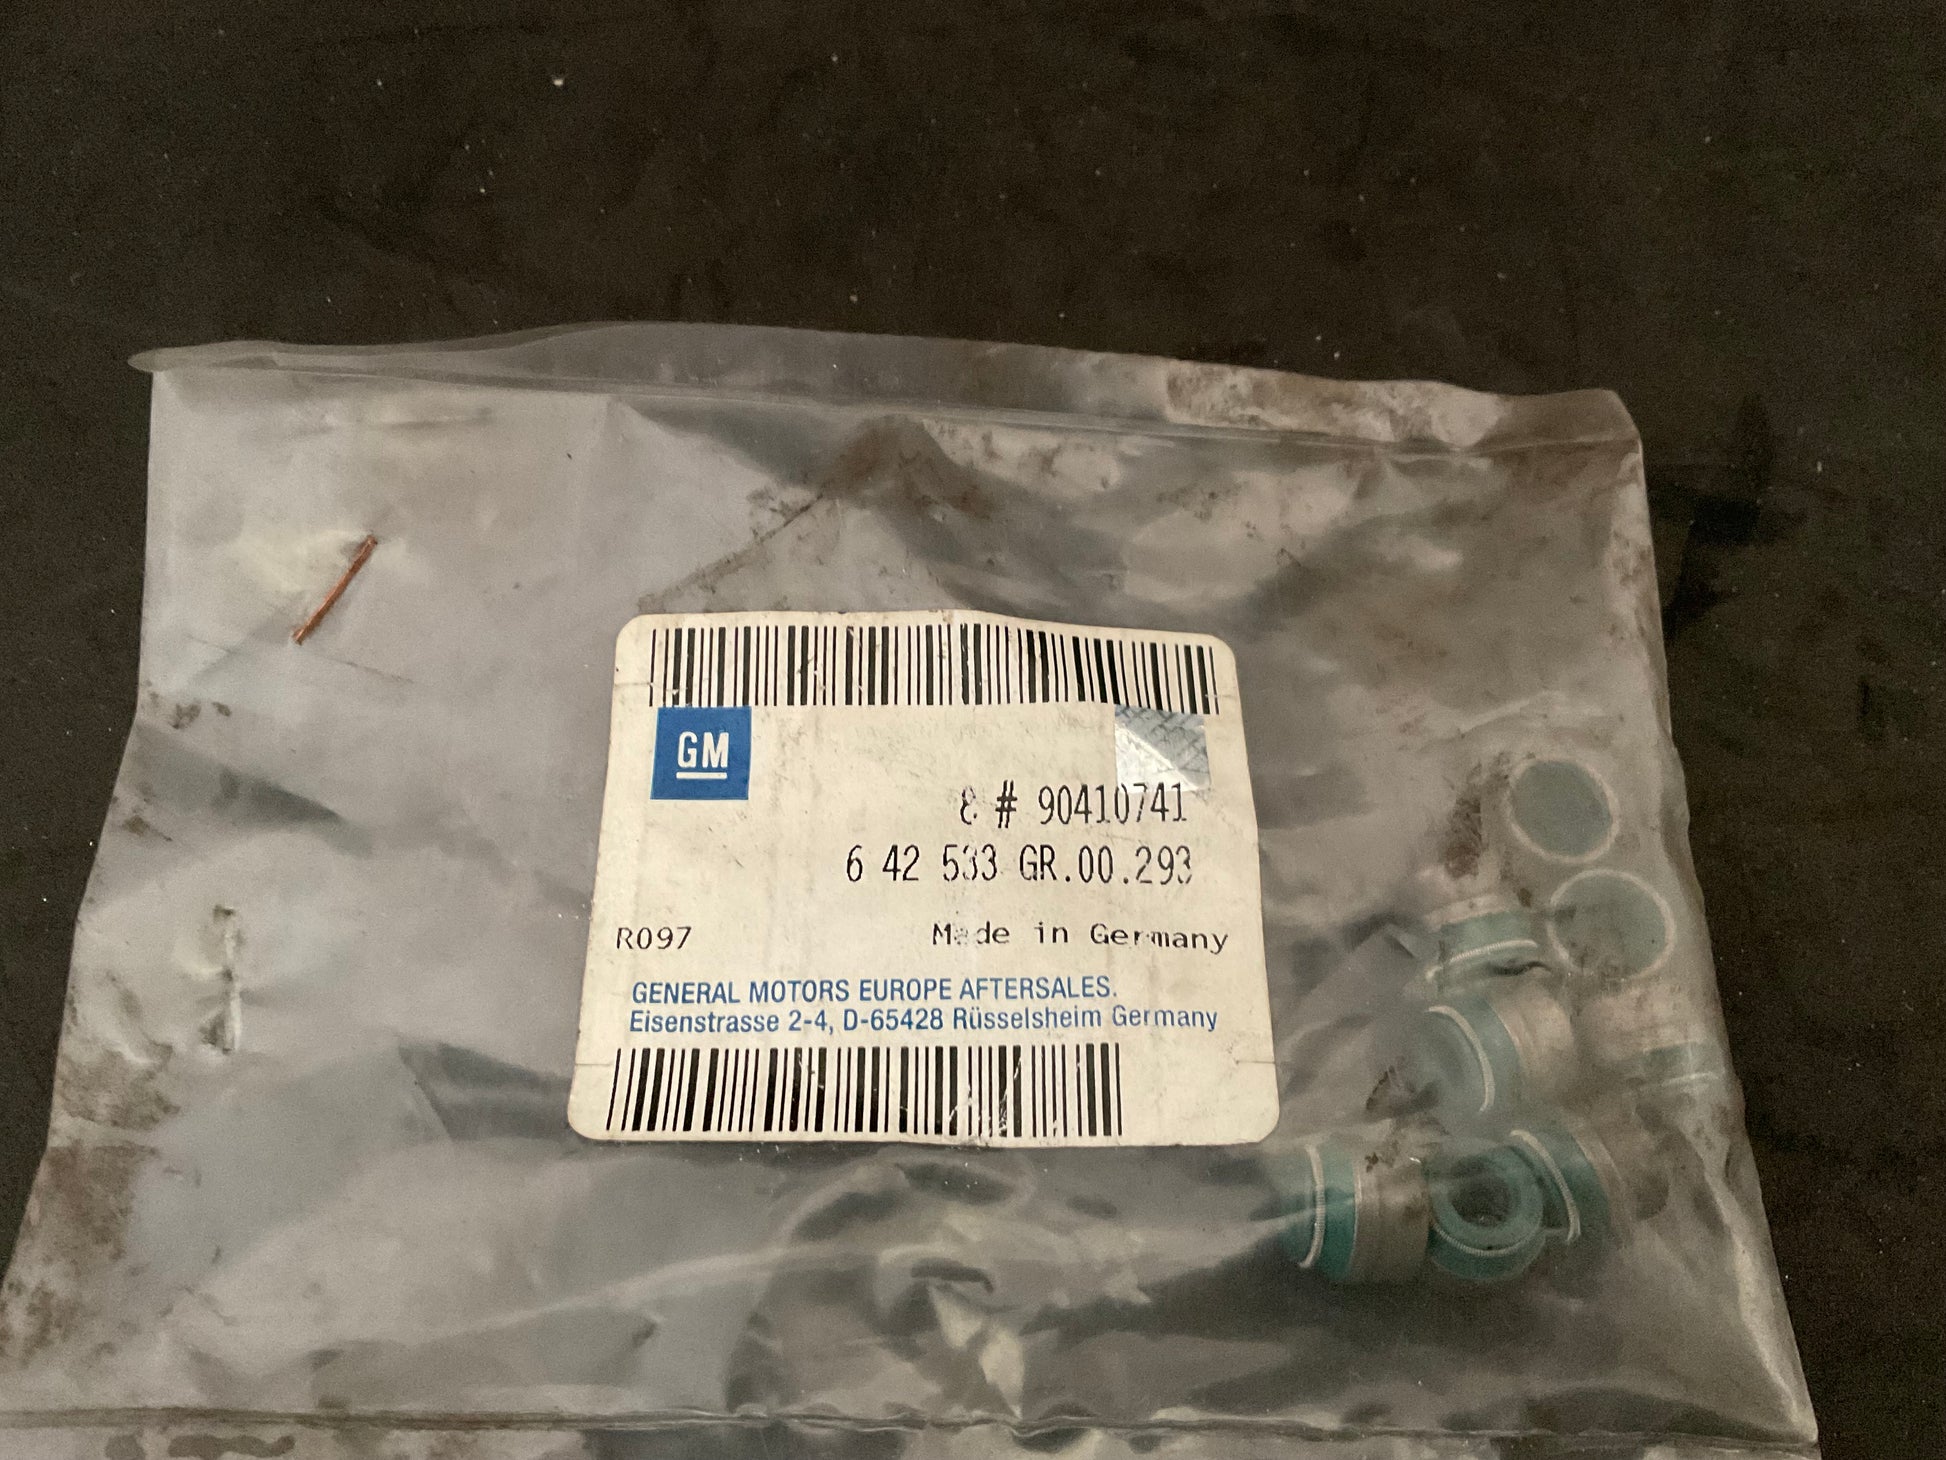 GM
8 # 90410741
6 42 533 GR.00.293
R097 Made in Germany
GENERAL MOTORS EUROPE AFTERSALES.
Eisenstrasse 2-4, D-65428 Rüsselsheim Germany